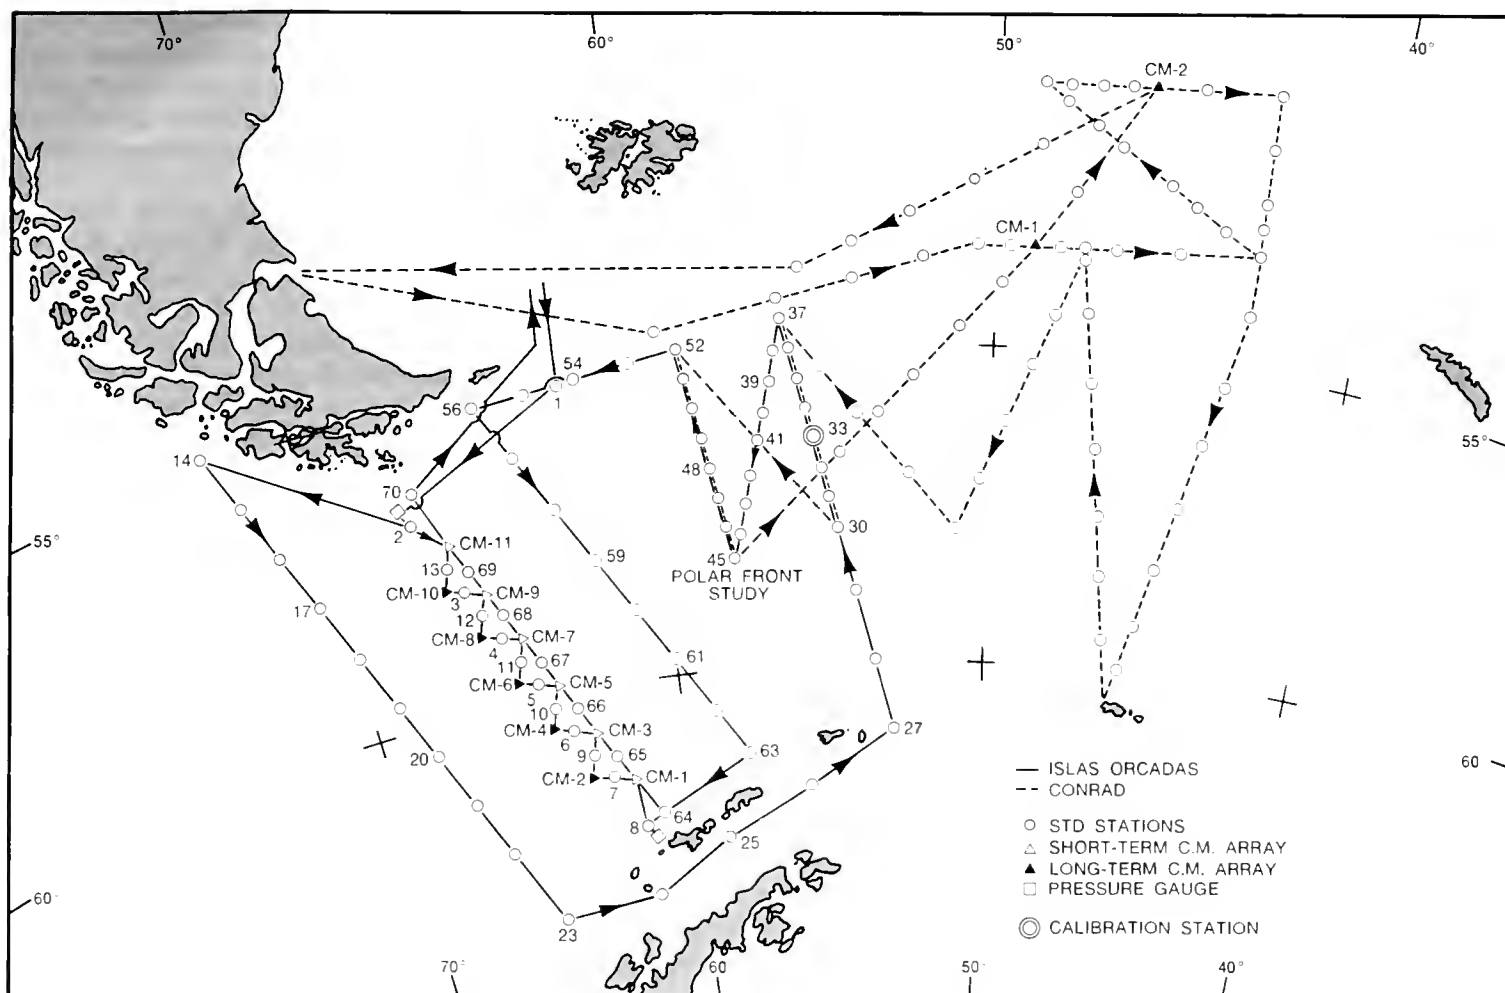 70°
60°
50°
40°
CM-2
CM-1
37
52
54
1
39
56
33
41
14
48
70
30
2
55°
45
55°
CM-11
POLAR FRONT
STUDY
59
13
69
CM-10
3
CM-9
17
12
68
CM-8
4
CM-7
11
67
61
CM-6
5
CM-5
10
66
27
CM-4
6
CM-3
20
9
65
63
60
CM-2
7
CM-1
ISLAS ORCADAS
CONRAD
64
8
25
STD STATIONS
SHORT-TERM C.M. ARRAY
LONG-TERM C.M. ARRAY
PRESSURE GAUGE
60°
23
CALIBRATION STATION
70°
60°
50°
40°